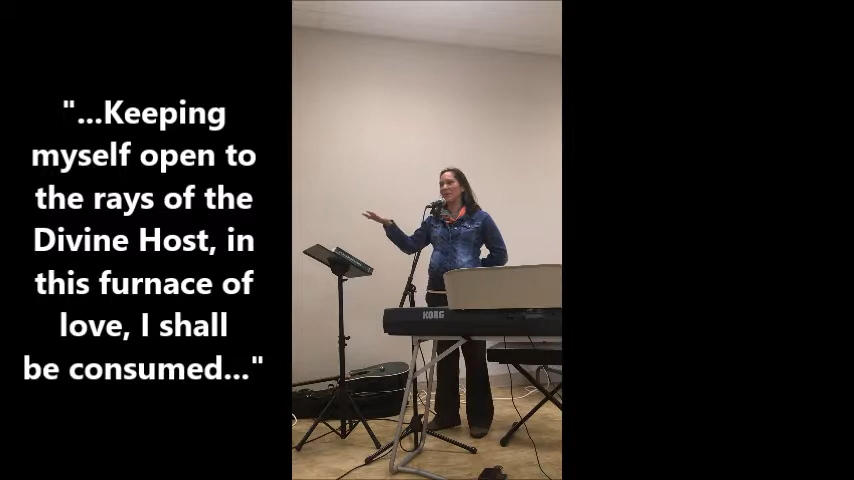 "...Keeping
myself open to
the rays of the
Divine Host, in
this furnace of
love, I shall
be consumed..."
KORG